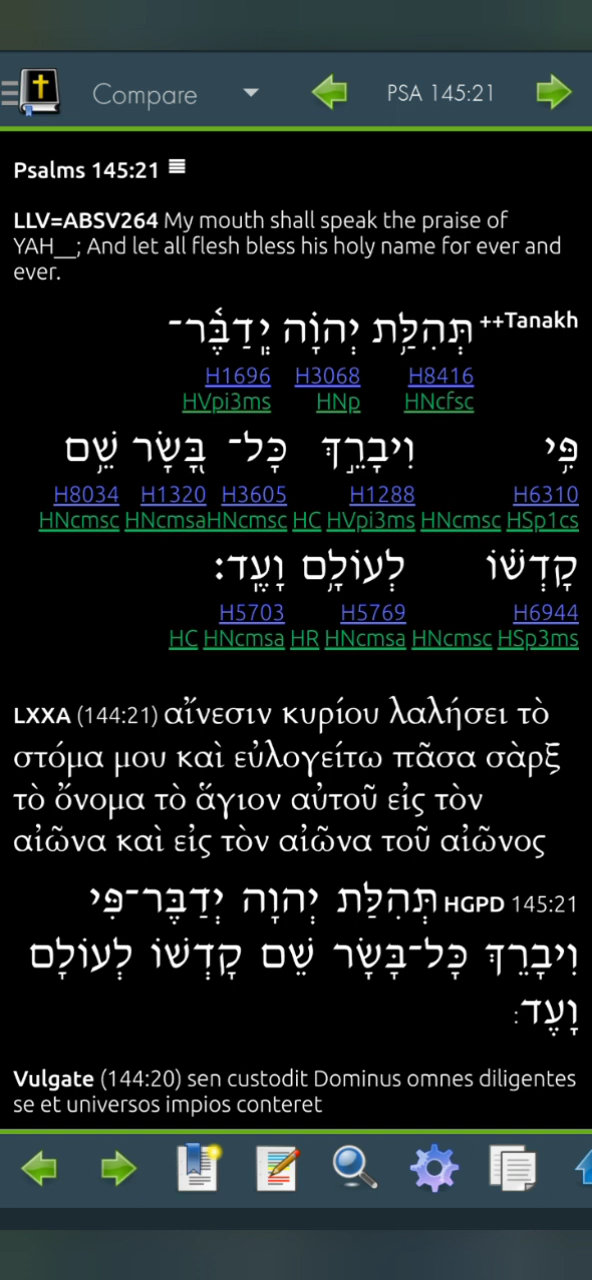 Compare PSA 145:21
Psalms 145:21
LLV=ABSV264 My mouth shall speak the praise of
YAH__; And let all flesh bless his holy name for ever and
ever.
++Tanakh תְּהִלַּ֥ת יְהוָ֗ה יְֽדַבֶּ֫ר־
H8416 H3068 H1696
HNcfsc HNp HVpi3ms
פִּ֥י וִיבָרֵ֣ךְ כָּל־ בָּ֭שָׂר שֵׁ֥ם
H6310 H1288 H3605 H1320 H8034
HNcmsc HNcmsaHNcmsc HC HVpi3ms HNcmsc HSp1cs
קָדְשׁ֗וֹ לְעוֹלָ֥ם וָעֶֽד׃
H6944 H5769 H5703
HC HNcmsa HR HNcmsa HNcmsc HSp3ms
LXXA (144:21) αἴνεσιν κυρίου λαλήσει τὸ
στόμα μου καὶ εὐλογείτω πᾶσα σὰρξ
τὸ ὄνομα τὸ ἅγιον αὐτοῦ εἰς τὸν
αἰῶνα καὶ εἰς τὸν αἰῶνα τοῦ αἰῶνος
HGPD 145:21 תְּהִלַּת יְהוָה יְדַבֶּר־פִּי
וִיבָרֵךְ כָּל־בָּשָׂר שֵׁם קָדְשׁוֹ לְעוֹלָם
וָעֶד׃
Vulgate (144:20) sen custodit Dominus omnes diligentes
se et universos impios conteret